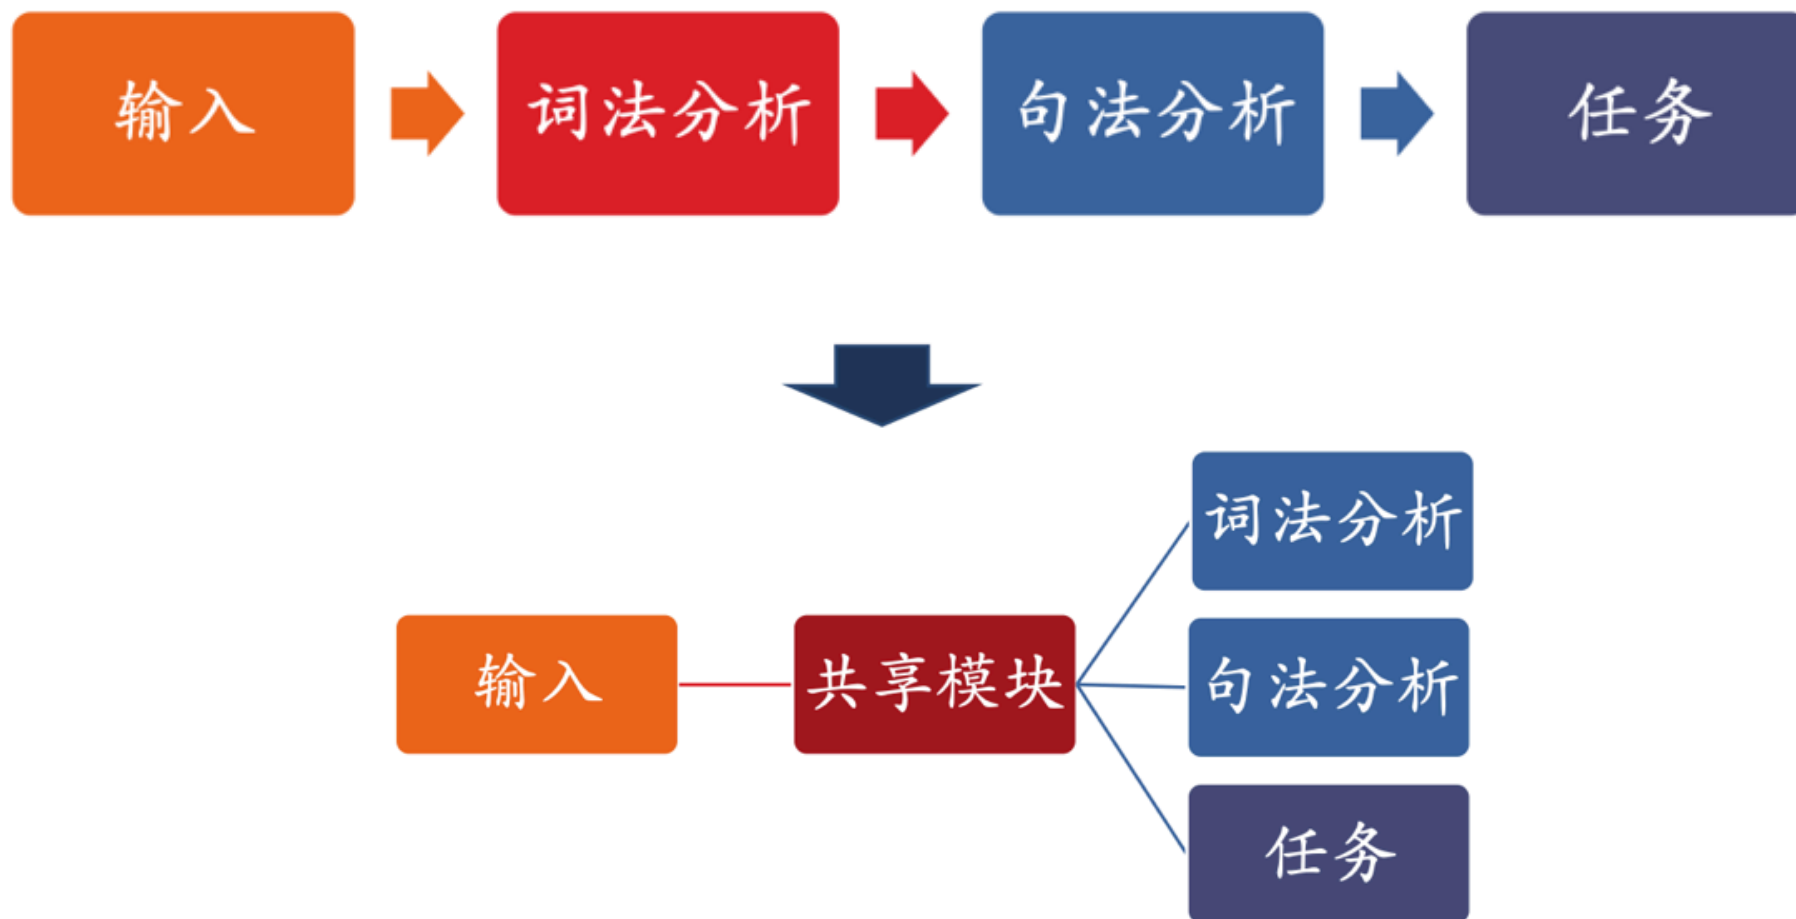 输入
词法分析
句法分析
任务
词法分析
输入
共享模块
句法分析
任务